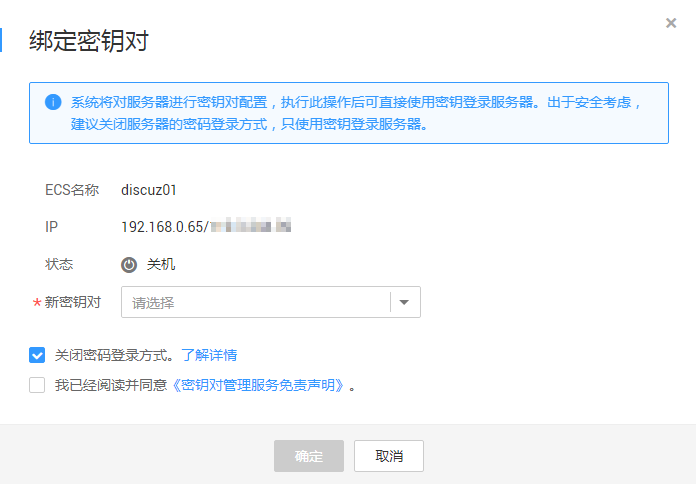 绑定密钥对
系统将对服务器进行密钥对配置，执行此操作后可直接使用密钥登录服务器。出于安全考虑，
建议关闭服务器的密码登录方式，只使用密钥登录服务器。
ECS名称 discuz01
IP 192.168.0.65/
状态 关机
* 新密钥对 请选择
关闭密码登录方式。了解详情
我已经阅读并同意《密钥对管理服务免责声明》。
确定 取消